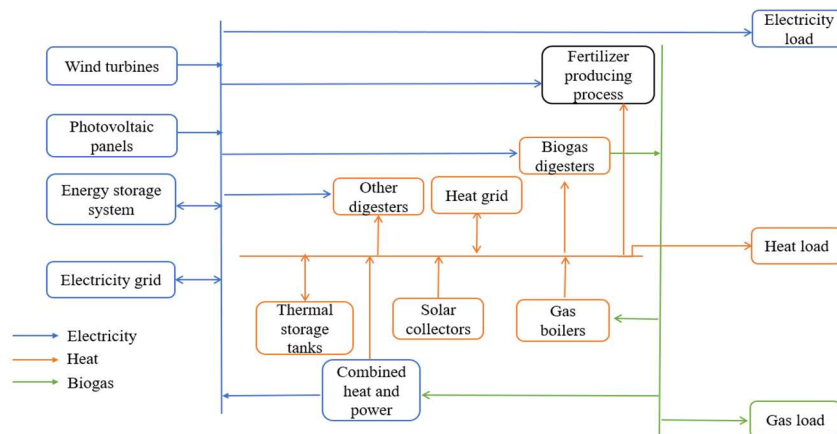 Electricity
load
Wind turbines
Fertilizer
producing
process
Photovoltaic
panels
Biogas
digesters
Energy storage
system
Other
digesters
Heat grid
Heat load
Electricity grid
Thermal
storage
tanks
Solar
collectors
Gas
boilers
Electricity
Heat
Biogas
Combined
heat and
power
Gas load